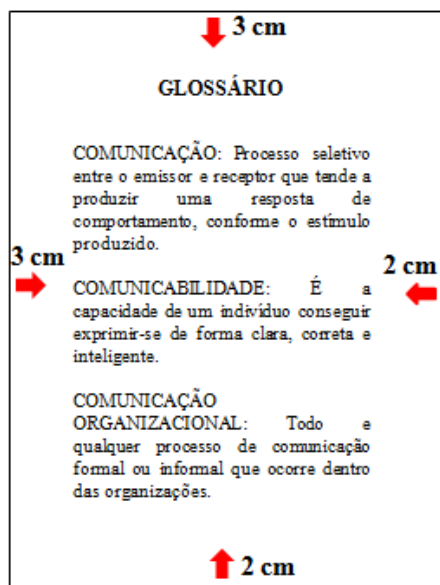 3 cm
GLOSSÁRIO
COMUNICAÇÃO: Processo seletivo
entre o emissor e receptor que tende a
produzir uma resposta de
comportamento, conforme o estímulo
produzido.
3 cm
2 cm
COMUNICABILIDADE: É a
capacidade de um indivíduo conseguir
exprimir-se de forma clara, correta e
inteligente.
COMUNICAÇÃO
ORGANIZACIONAL: Todo e
qualquer processo de comunicação
formal ou informal que ocorre dentro
das organizações.
2 cm